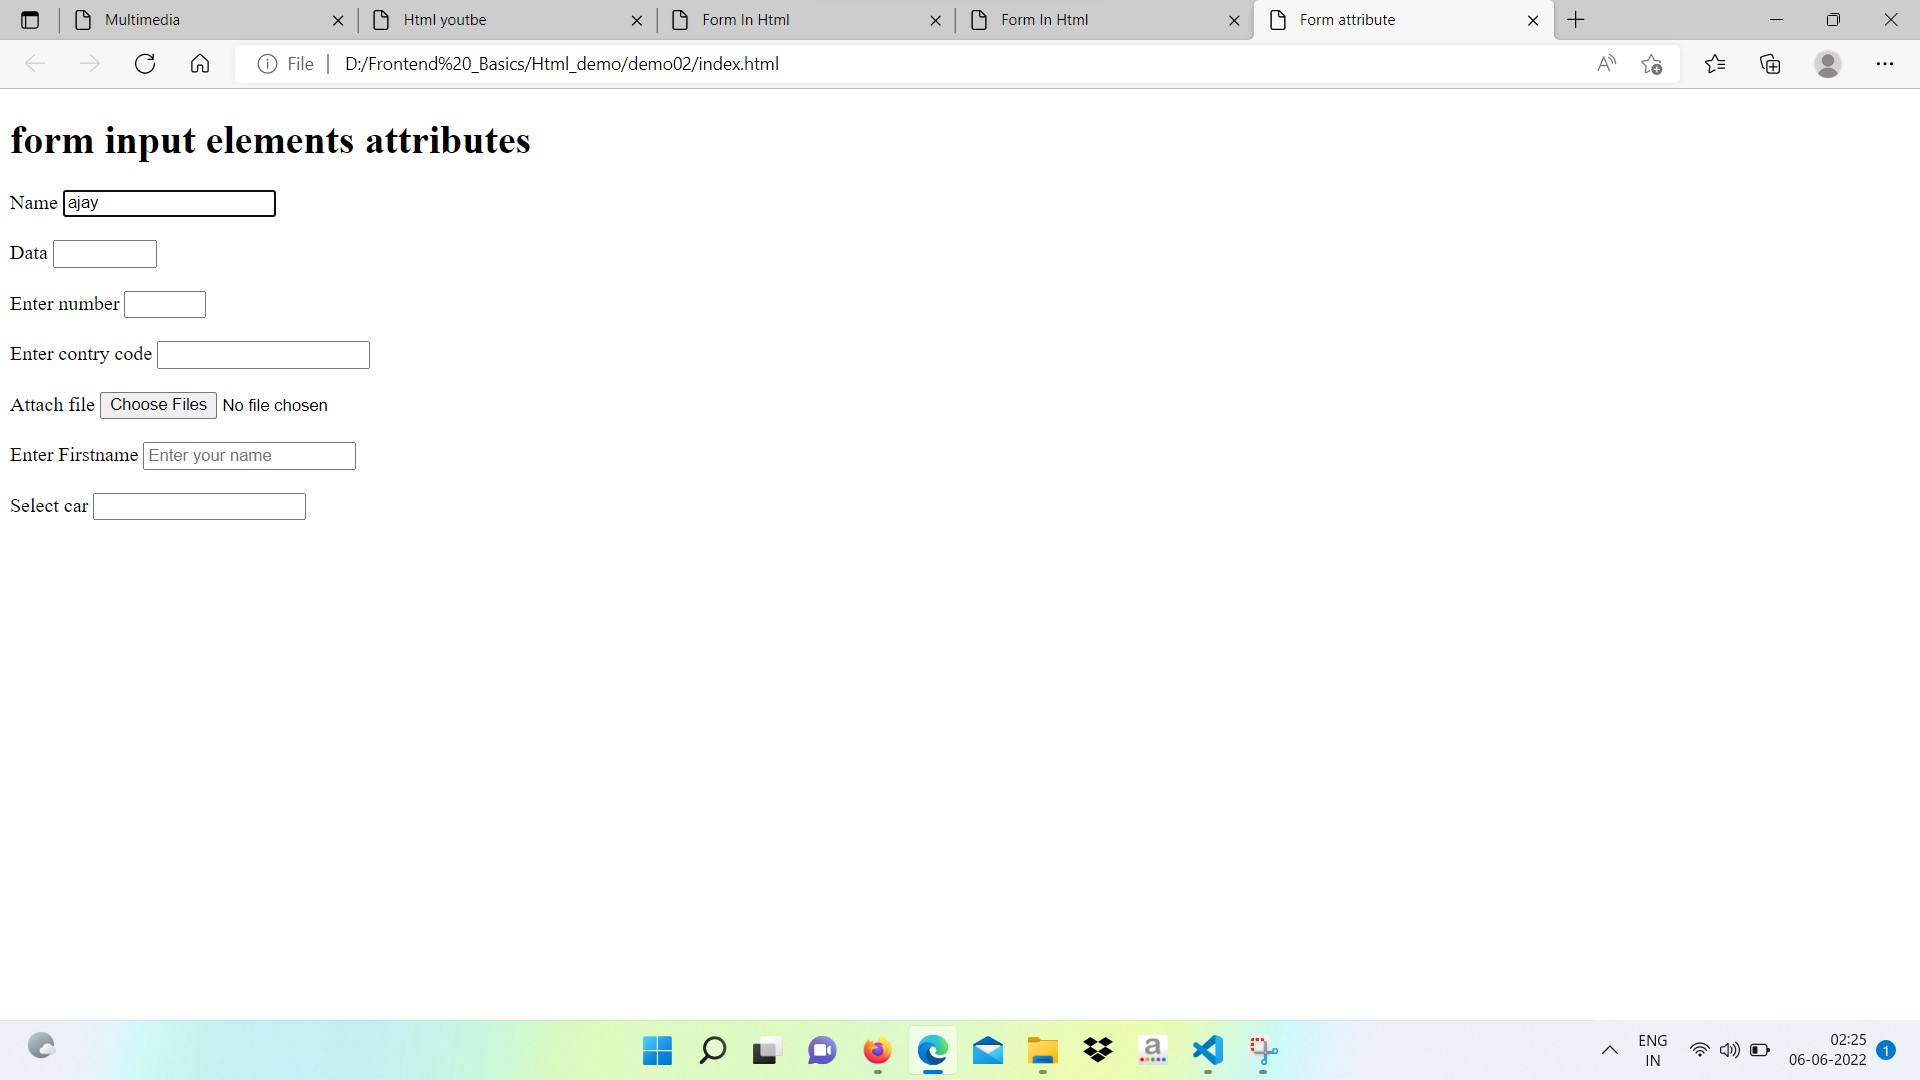 Multimedia
Html youtbe
Form In Html
Form In Html
Form attribute
File
D:/Frontend%20_Basics/Html_demo/demo02/index.html
form input elements attributes
Name ajay
Data
Enter number
Enter contry code
Attach file Choose Files No file chosen
Enter Firstname Enter your name
Select car
ENG
IN
02:25
06-06-2022
1